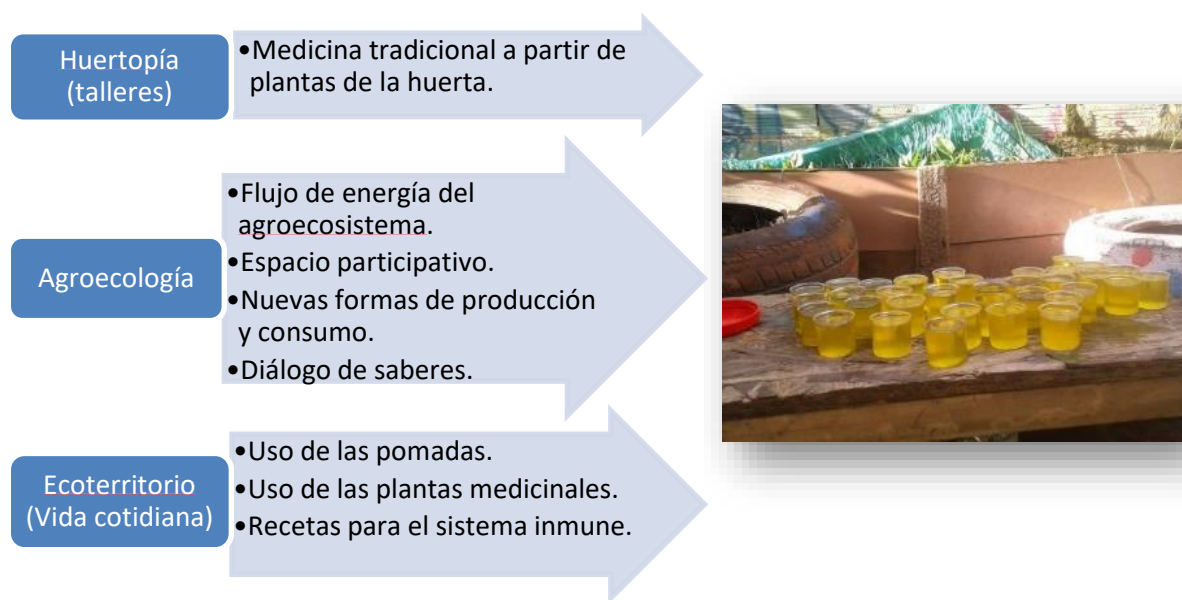 Huertopía
(talleres)
•Medicina tradicional a partir de
plantas de la huerta.
Agroecología
•Flujo de energía del
agroecosistema.
•Espacio participativo.
•Nuevas formas de producción
y consumo.
•Diálogo de saberes.
Ecoterritorio
(Vida cotidiana)
•Uso de las pomadas.
•Uso de las plantas medicinales.
•Recetas para el sistema inmune.